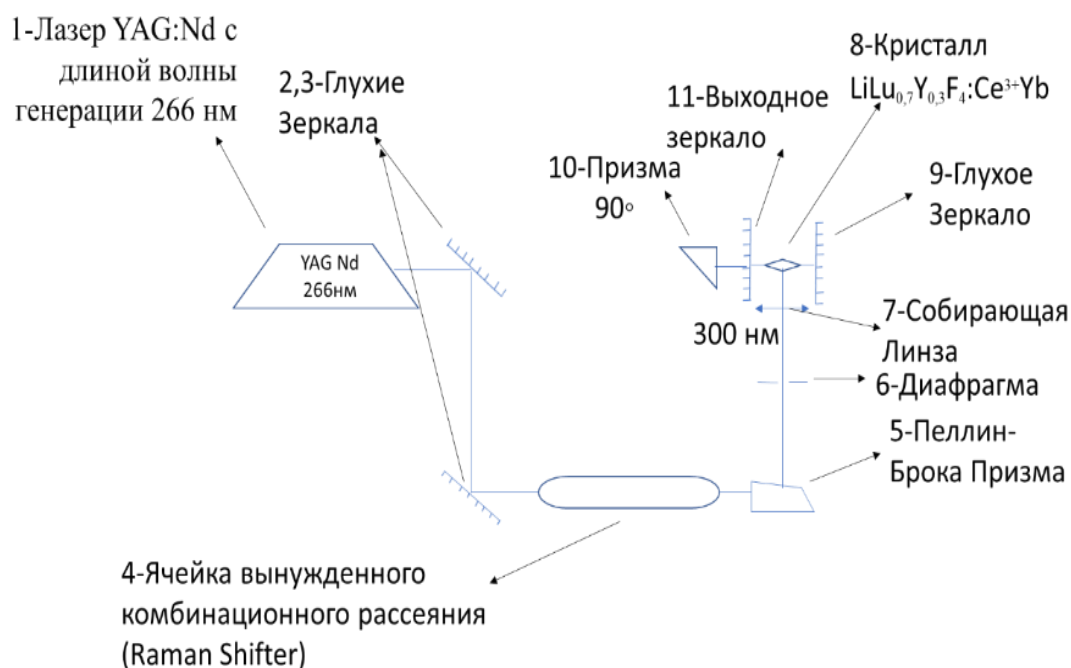 1-Лазер YAG:Nd с
длиной волны
генерации 266 нм
2,3-Глухие
Зеркала
11-Выходное
зеркало
8-Кристалл
LiLu₀,₇Y₀,₃F₄:Ce³⁺Yb
10-Призма
90°
9-Глухое
Зеркало
YAG Nd
266нм
300 нм
7-Собирающая
Линза
6-Диафрагма
5-Пеллин-
Брока Призма
4-Ячейка вынужденного
комбинационного рассеяния
(Raman Shifter)